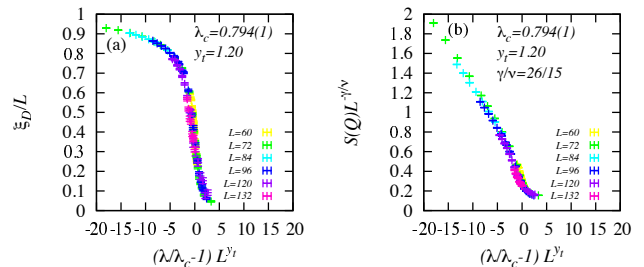 (a)
λc=0.794(1)
yt=1.20
ξD/L
1
0.9
0.8
0.7
0.6
0.5
0.4
0.3
0.2
0.1
0
L=60
L=72
L=84
L=96
L=120
L=132
-20 -15 -10 -5 0 5 10 15 20
(λ/λc-1) L^yt
(b)
λc=0.794(1)
yt=1.20
γ/ν=26/15
S(Q)L^-γ/ν
2
1.8
1.6
1.4
1.2
1
0.8
0.6
0.4
0.2
0
L=60
L=72
L=84
L=96
L=120
L=132
-20 -15 -10 -5 0 5 10 15 20
(λ/λc-1) L^yt